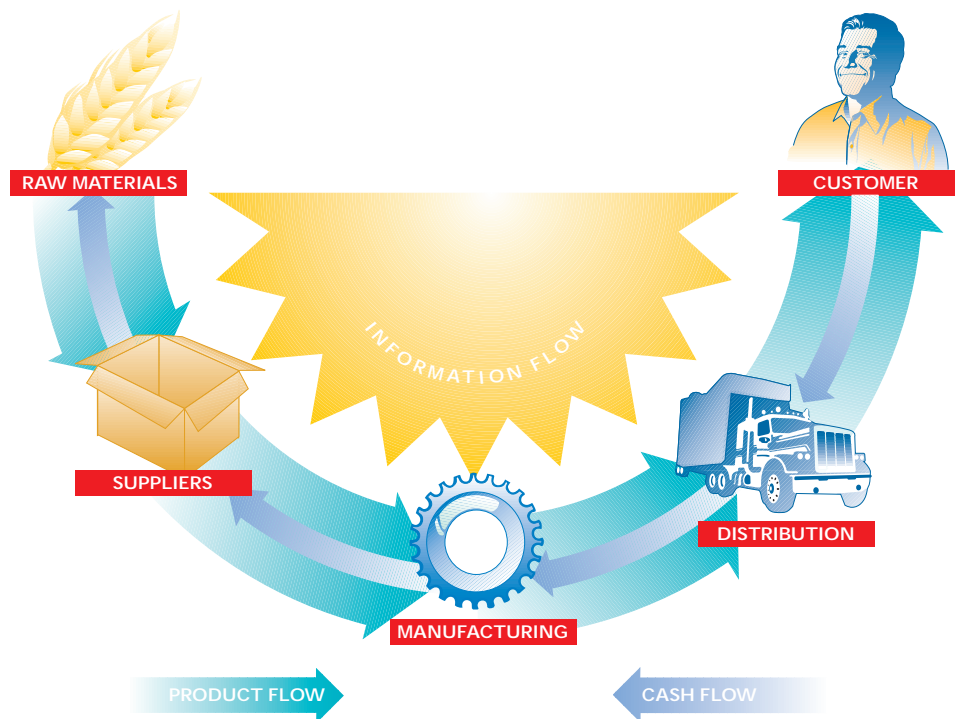 RAW MATERIALS
CUSTOMER
INFORMATION FLOW
SUPPLIERS
DISTRIBUTION
MANUFACTURING
PRODUCT FLOW
CASH FLOW